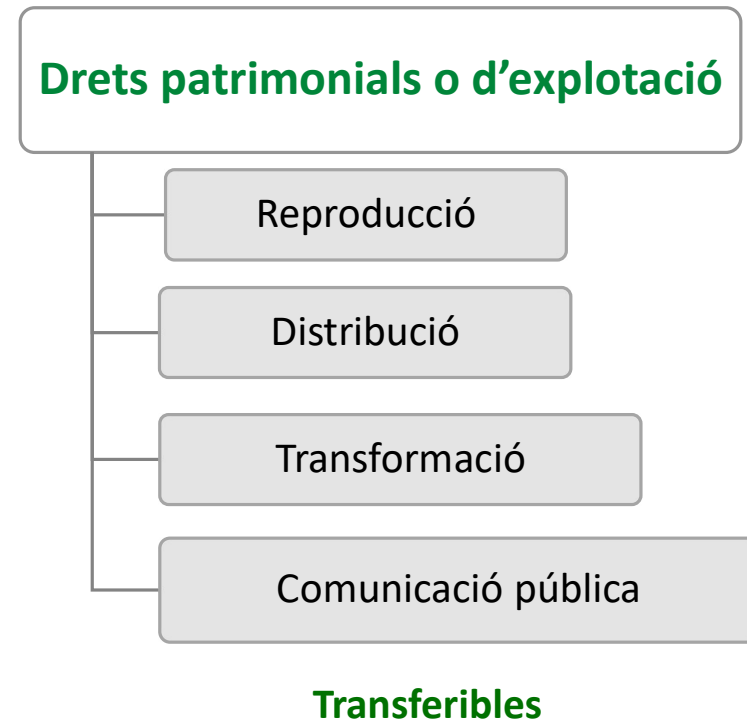 Drets patrimonials o d’explotació
Reproducció
Distribució
Transformació
Comunicació pública
Transferibles